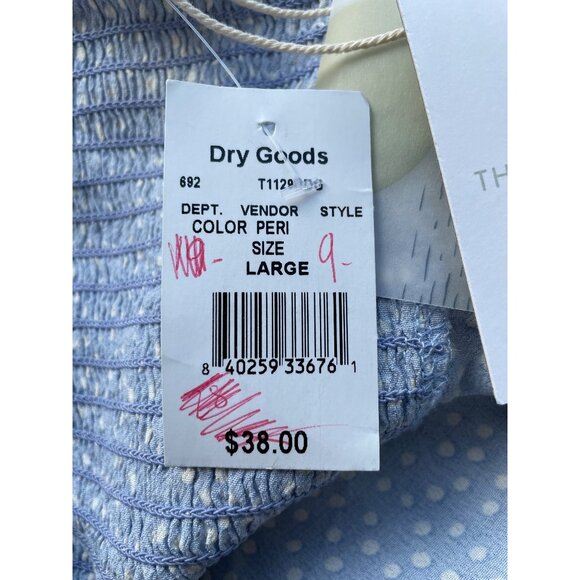 Dry Goods
692
DEPT. VENDOR STYLE
COLOR PERI
SIZE
9-
LARGE
8 40259 33676 1
$38.00
TH